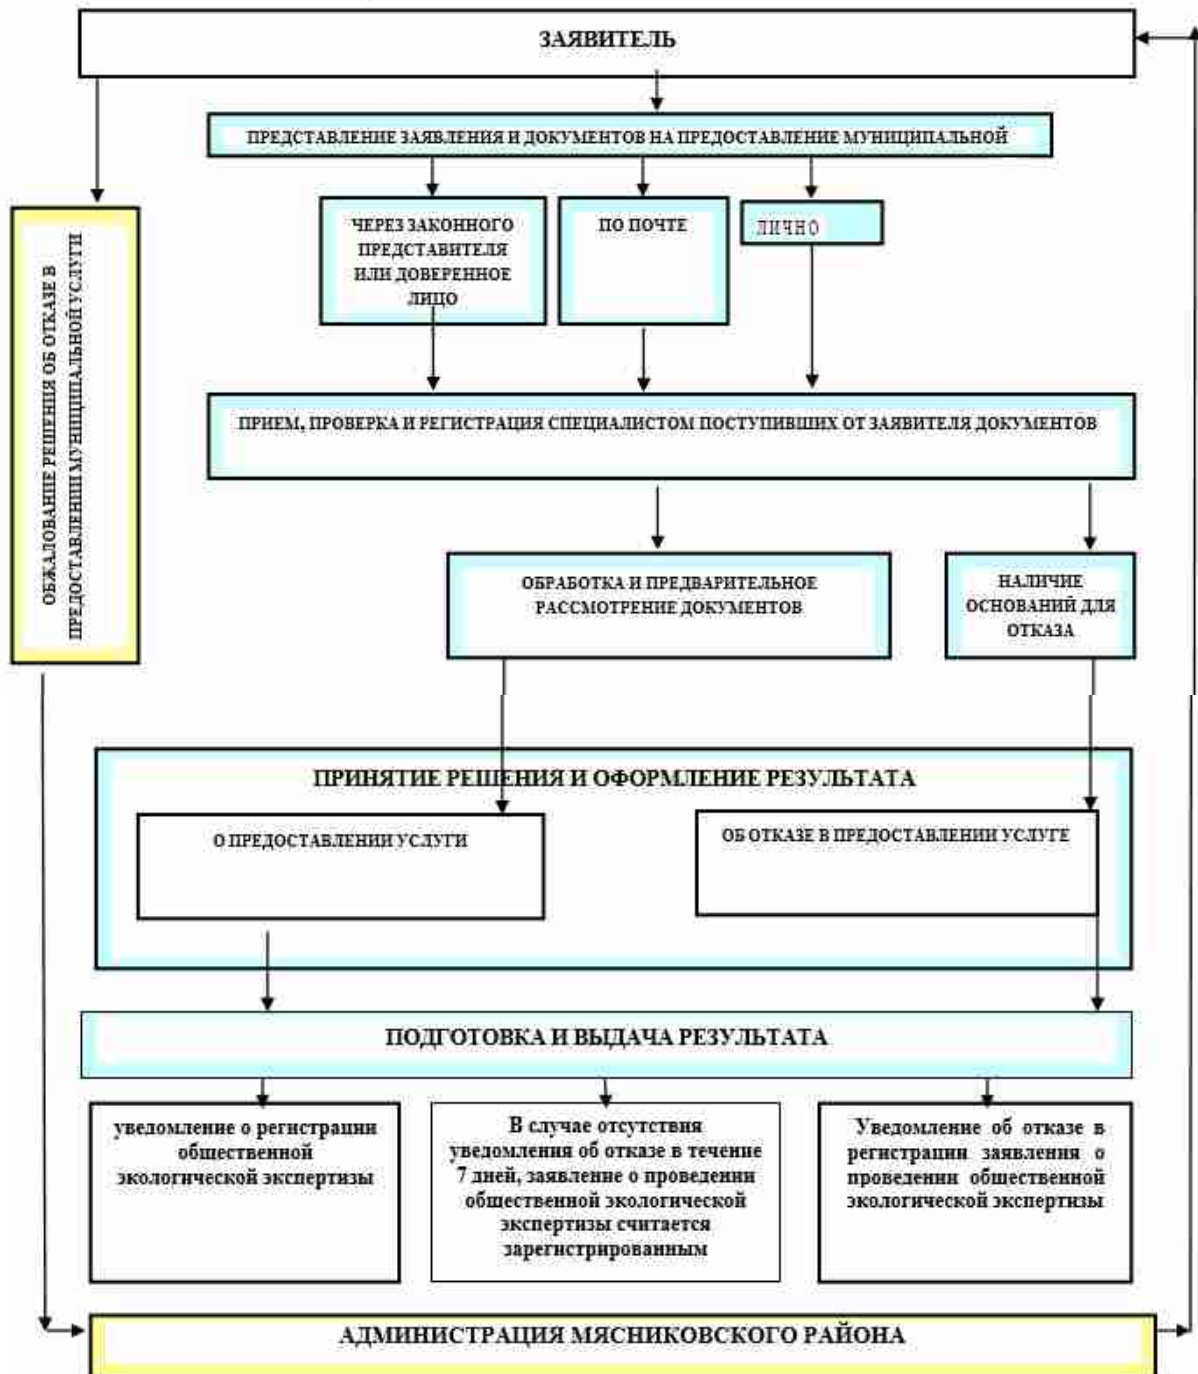 ЗАЯВИТЕЛЬ
ПРЕДСТАВЛЕНИЕ ЗАЯВЛЕНИЯ И ДОКУМЕНТОВ НА ПРЕДОСТАВЛЕНИЕ МУНИЦИПАЛЬНОЙ
ЧЕРЕЗ ЗАКОННОГО
ПРЕДСТАВИТЕЛЯ
ИЛИ ДОВЕРЕННОЕ
ЛИЦО
ПО ПОЧТЕ
ЛИЧНО
ОБЖАЛОВАНИЕ РЕШЕНИЯ ОБ ОТКАЗЕ В
ПРЕДОСТАВЛЕНИИ МУНИЦИПАЛЬНОЙ УСЛУГИ
ПРИЕМ, ПРОВЕРКА И РЕГИСТРАЦИЯ СПЕЦИАЛИСТОМ ПОСТУПИВШИХ ОТ ЗАЯВИТЕЛЯ ДОКУМЕНТОВ
ОБРАБОТКА И ПРЕДВАРИТЕЛЬНОЕ
РАССМОТРЕНИЕ ДОКУМЕНТОВ
НАЛИЧИЕ
ОСНОВАНИЙ ДЛЯ
ОТКАЗА
ПРИНЯТИЕ РЕШЕНИЯ И ОФОРМЛЕНИЕ РЕЗУЛЬТАТА
О ПРЕДОСТАВЛЕНИИ УСЛУГИ
ОБ ОТКАЗЕ В ПРЕДОСТАВЛЕНИИ УСЛУГЕ
ПОДГОТОВКА И ВЫДАЧА РЕЗУЛЬТАТА
уведомление о регистрации
общественной
экологической экспертизы
В случае отсутствия
уведомления об отказе в течение
7 дней, заявление о проведении
общественной экологической
экспертизы считается
зарегистрированным
Уведомление об отказе в
регистрации заявления о
проведении общественной
экологической экспертизы
АДМИНИСТРАЦИЯ МЯСНИКОВСКОГО РАЙОНА